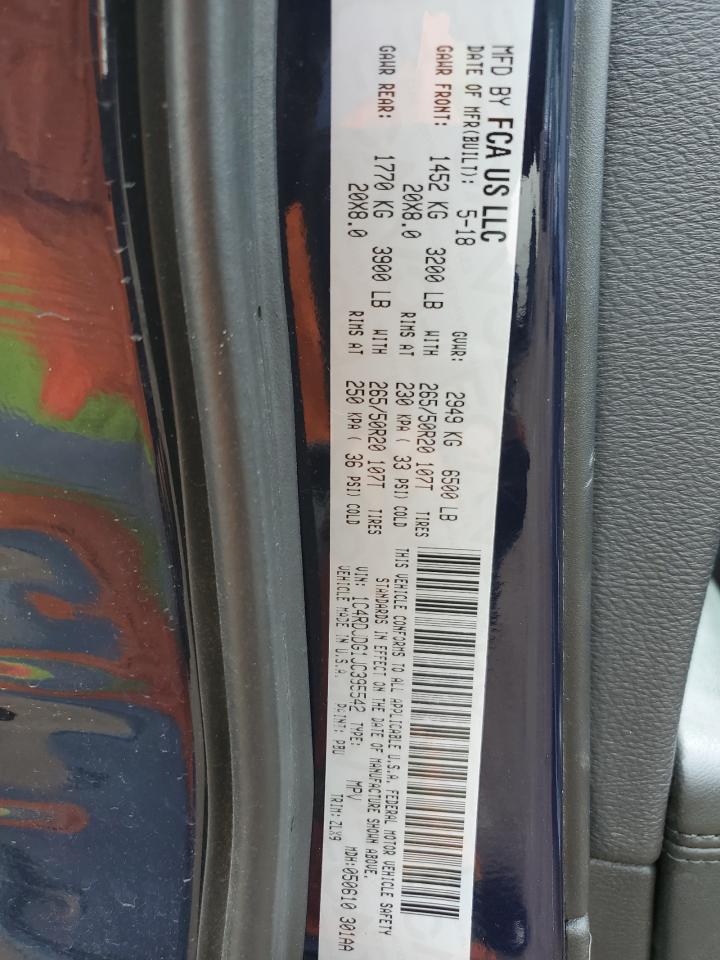 MFD BY FCA US LLC
DATE OF MFR(BUILT): 5-18 GVWR: 2949 KG 6500 LB
GAWR FRONT: 1452 KG 3200 LB WITH 265/50R20 107T TIRES
20X8.0 RIMS AT 230 KPA ( 33 PSI) COLD
GAWR REAR: 1770 KG 3900 LB WITH 265/50R20 107T TIRES
20X8.0 RIMS AT 250 KPA ( 36 PSI) COLD
THIS VEHICLE CONFORMS TO ALL APPLICABLE U.S.A. FEDERAL MOTOR VEHICLE SAFETY
STANDARDS IN EFFECT ON THE DATE OF MANUFACTURE SHOWN ABOVE.
VIN: 1C4RDJDG1JC395542 TYPE: MPV MDH:050610 301AA
VEHICLE MADE IN U.S.A. PAINT: PBU TRIM: ZLX9